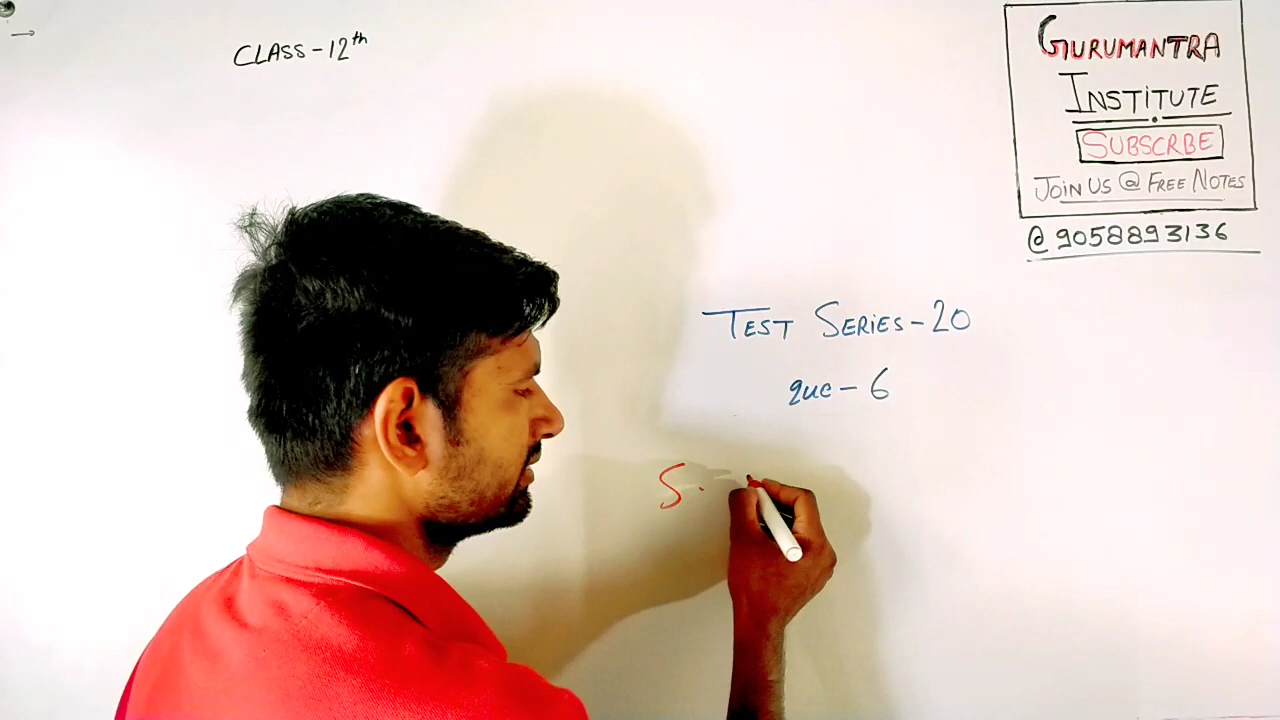 CLASS-12th
GURUMANTRA
INSTITUTE
SUBSCRBE
JOIN US @ FREE NOTES
@9058893136
TEST SERIES-20
que-6
S.